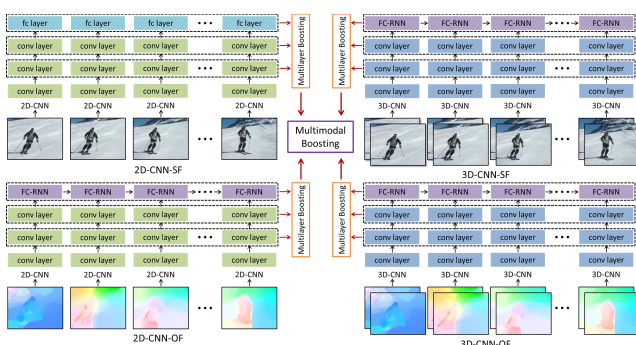 fc layer fc layer fc layer ••• fc layer
conv layer conv layer conv layer conv layer
conv layer conv layer conv layer ••• conv layer
conv layer conv layer conv layer conv layer
2D-CNN 2D-CNN 2D-CNN 2D-CNN
2D-CNN-SF
Multilayer Boosting
Multilayer Boosting
FC-RNN FC-RNN FC-RNN FC-RNN
conv layer conv layer conv layer conv layer
conv layer conv layer conv layer conv layer
conv layer conv layer conv layer conv layer
3D-CNN 3D-CNN 3D-CNN 3D-CNN
3D-CNN-SF
Multimodal
Boosting
FC-RNN FC-RNN FC-RNN FC-RNN
conv layer conv layer conv layer conv layer
conv layer conv layer conv layer conv layer
conv layer conv layer conv layer conv layer
2D-CNN 2D-CNN 2D-CNN 2D-CNN
2D-CNN-OF
Multilayer Boosting
Multilayer Boosting
FC-RNN FC-RNN FC-RNN FC-RNN
conv layer conv layer conv layer conv layer
conv layer conv layer conv layer conv layer
conv layer conv layer conv layer conv layer
3D-CNN 3D-CNN 3D-CNN 3D-CNN
3D-CNN-OF